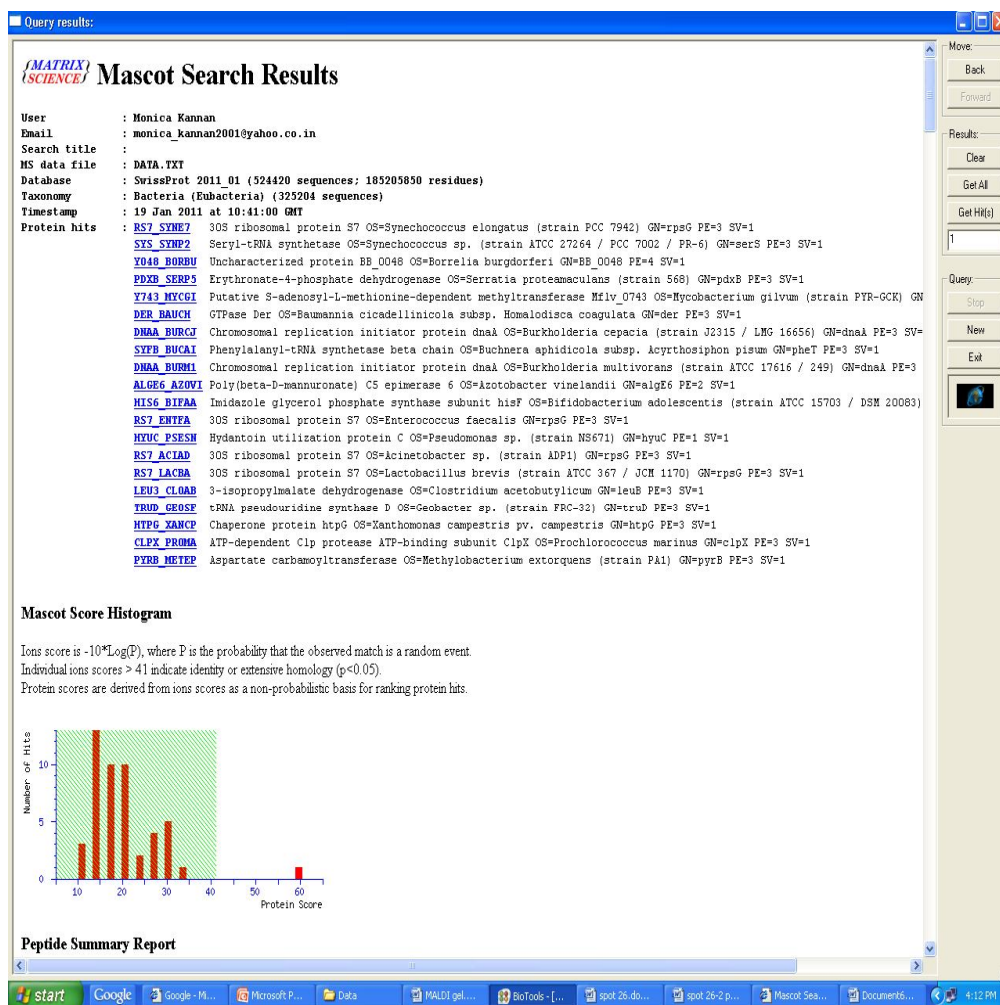 Query results:
{MATRIX SCIENCE} Mascot Search Results
User : Monica Kannan
Email : monica_kannan2001@yahoo.co.in
Search title :
MS data file : DATA.TXT
Database : SwissProt 2011_01 (524420 sequences; 185205850 residues)
Taxonomy : Bacteria (Eubacteria) (325204 sequences)
Timestamp : 19 Jan 2011 at 10:41:00 GMT
Protein hits : RS7_SYNE7 30S ribosomal protein S7 OS=Synechococcus elongatus (strain PCC 7942) GN=rpsG PE=3 SV=1
SYS_SYNP2 Seryl-tRNA synthetase OS=Synechococcus sp. (strain ATCC 27264 / PCC 7002 / PR-6) GN=serS PE=3 SV=1
Y048_BORBU Uncharacterized protein BB_0048 OS=Borrelia burgdorferi GN=BB_0048 PE=4 SV=1
PDXB_SERP5 Erythronate-4-phosphate dehydrogenase OS=Serratia proteamaculans (strain 568) GN=pdxB PE=3 SV=1
Y743_MYCGI Putative S-adenosyl-L-methionine-dependent methyltransferase Mflv_0743 OS=Mycobacterium gilvum (strain PYR-GCK) GN
DER_BAUCH GTPase Der OS=Baumannia cicadellinicola subsp. Homalodisca coagulata GN=der PE=3 SV=1
DNAA_BURCJ Chromosomal replication initiator protein dnaA OS=Burkholderia cepacia (strain J2315 / LMG 16656) GN=dnaA PE=3 SV=
SYFB_BUCAI Phenylalanyl-tRNA synthetase beta chain OS=Buchnera aphidicola subsp. Acyrthosiphon pisum GN=pheT PE=3 SV=1
DNAA_BURM1 Chromosomal replication initiator protein dnaA OS=Burkholderia multivorans (strain ATCC 17616 / 249) GN=dnaA PE=3
ALGE6_AZOVI Poly(beta-D-mannuronate) C5 epimerase 6 OS=Azotobacter vinelandii GN=algE6 PE=2 SV=1
HIS6_BIFAA Imidazole glycerol phosphate synthase subunit hisF OS=Bifidobacterium adolescentis (strain ATCC 15703 / DSM 20083)
RS7_ENTFA 30S ribosomal protein S7 OS=Enterococcus faecalis GN=rpsG PE=3 SV=1
HYUC_PSESN Hydantoin utilization protein C OS=Pseudomonas sp. (strain NS671) GN=hyuC PE=1 SV=1
RS7_ACIAD 30S ribosomal protein S7 OS=Acinetobacter sp. (strain ADP1) GN=rpsG PE=3 SV=1
RS7_LACBA 30S ribosomal protein S7 OS=Lactobacillus brevis (strain ATCC 367 / JCM 1170) GN=rpsG PE=3 SV=1
LEU3_CLOAB 3-isopropylmalate dehydrogenase OS=Clostridium acetobutylicum GN=leuB PE=3 SV=1
TRUD_GEOSF tRNA pseudouridine synthase D OS=Geobacter sp. (strain FRC-32) GN=truD PE=3 SV=1
HTPG_XANCP Chaperone protein htpG OS=Xanthomonas campestris pv. campestris GN=htpG PE=3 SV=1
CLPX_PROMA ATP-dependent Clp protease ATP-binding subunit ClpX OS=Prochlorococcus marinus GN=clpX PE=3 SV=1
PYRB_METEP Aspartate carbamoyltransferase OS=Methylobacterium extorquens (strain PA1) GN=pyrB PE=3 SV=1
Mascot Score Histogram
Ions score is -10*Log(P), where P is the probability that the observed match is a random event.
Individual ions scores > 41 indicate identity or extensive homology (p<0.05).
Protein scores are derived from ions scores as a non-probabilistic basis for ranking protein hits.
Number of Hits
10
5
0
10 20 30 40 50 60
Protein Score
Peptide Summary Report
Move:
Back
Forward
Results:
Clear
Get All
Get Hit(s)
1
Query:
Stop
New
Exit
start Google Google - Mi... Microsoft P... Data MALDI gel.... BioTools - [... spot 26.do... spot 26-2 p... Mascot Sea... Document6... 4:12 PM